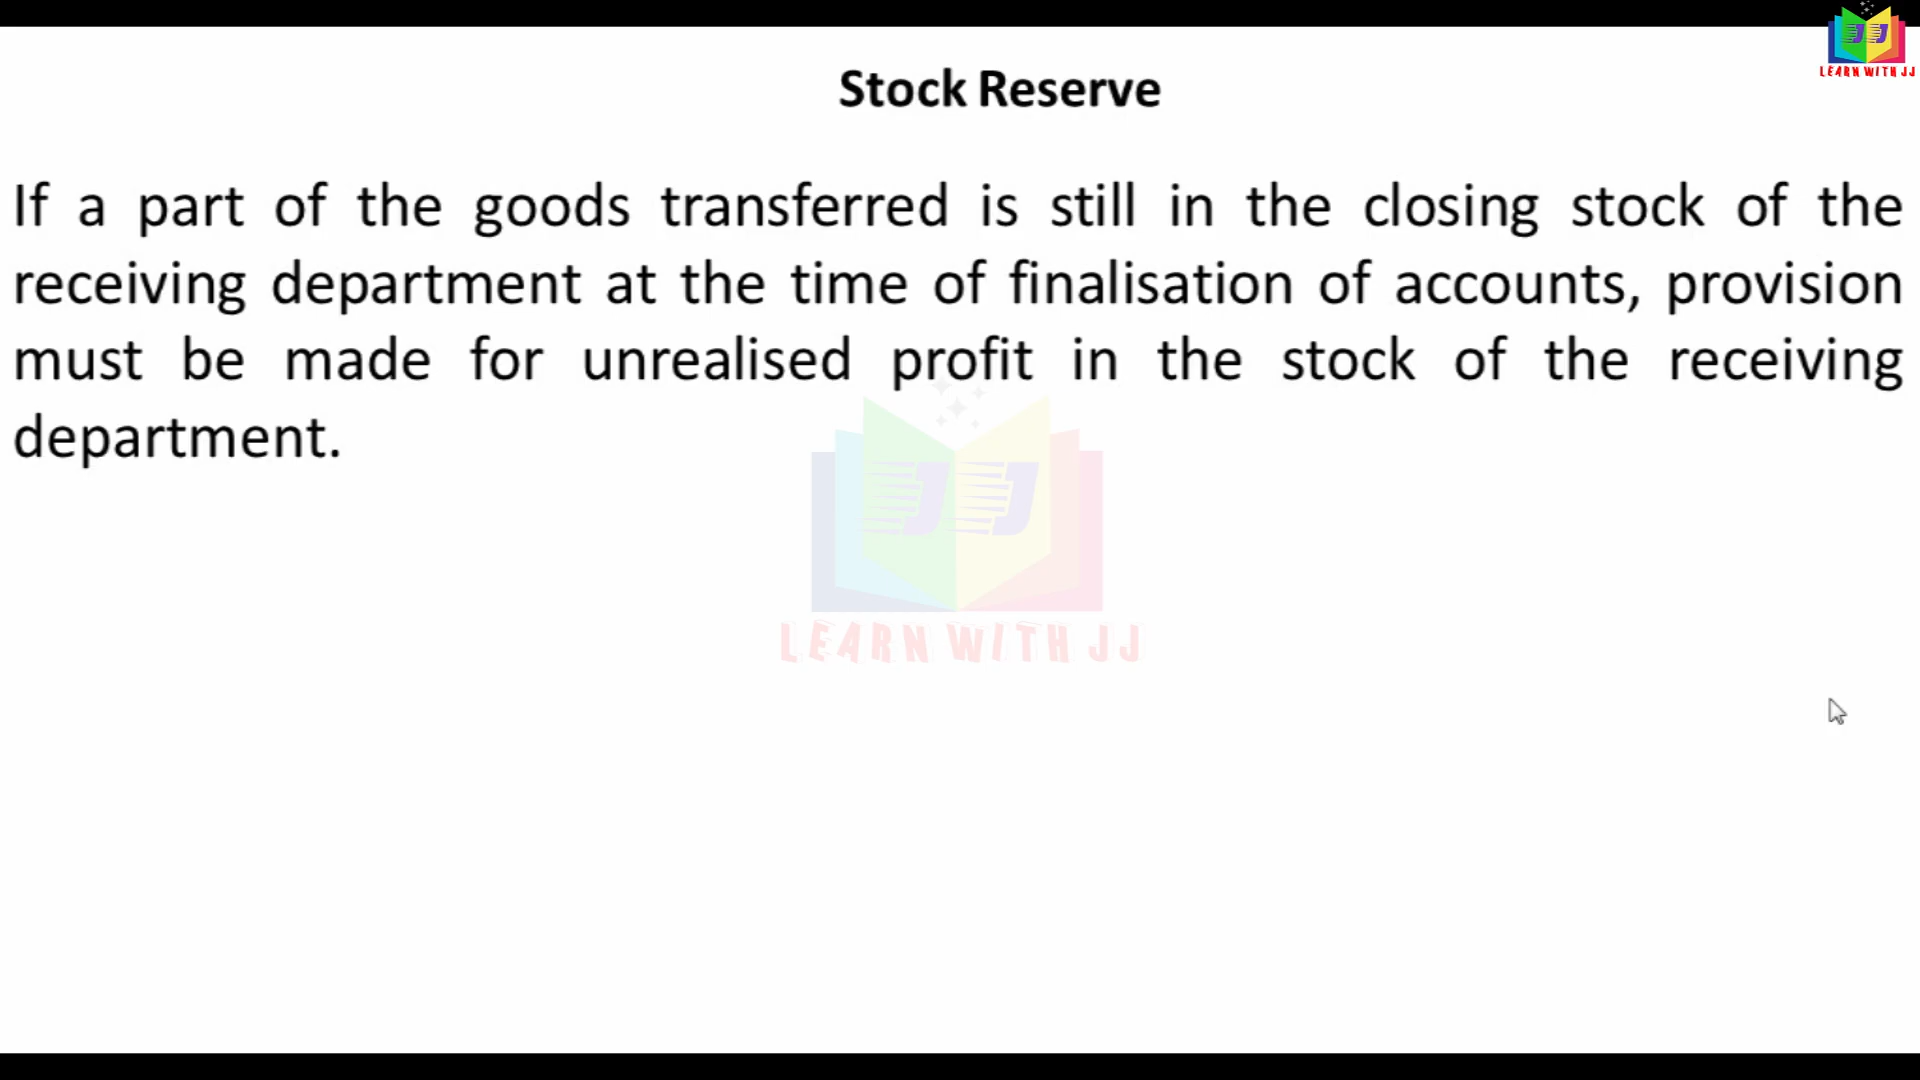 LEARN WITH JJ
Stock Reserve
If a part of the goods transferred is still in the closing stock of the
receiving department at the time of finalisation of accounts, provision
must be made for unrealised profit in the stock of the receiving
department.
JJ
LEARN WITH JJ